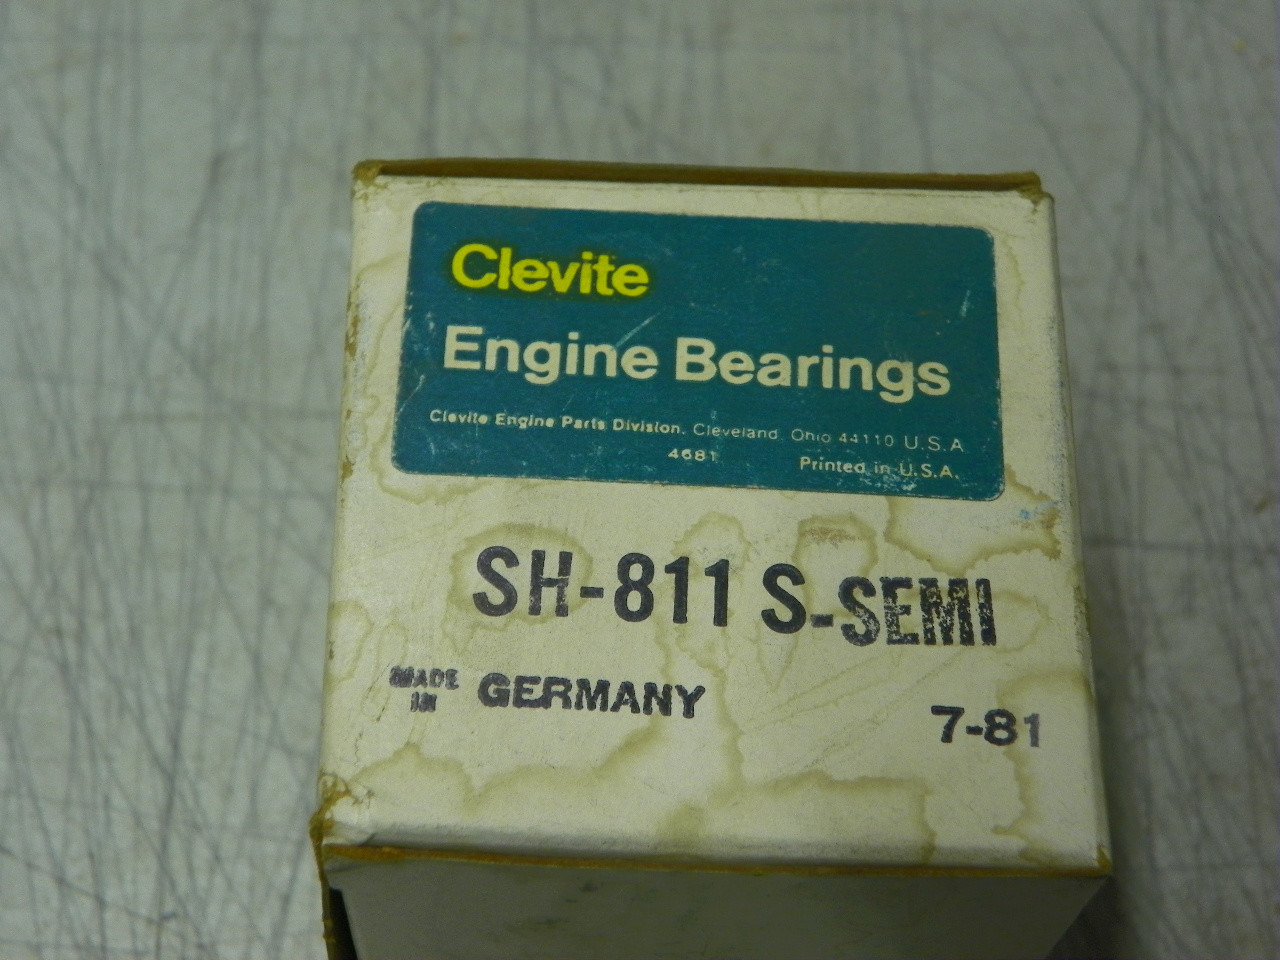 Clevite
Engine Bearings
Clevite Engine Parts Division, Cleveland, Ohio 44110 U.S.A
4681 Printed in U.S.A.
SH-811 S-SEMI
MADE IN GERMANY
7-81